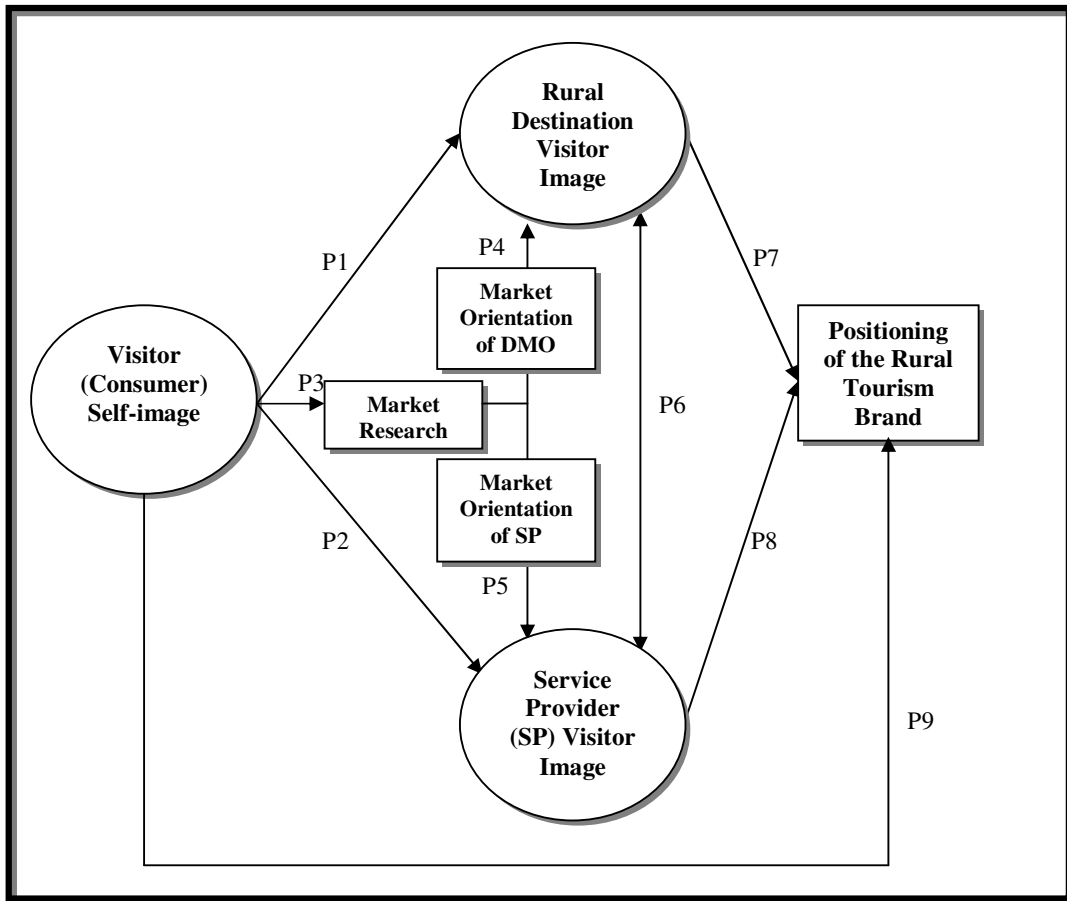 Rural
Destination
Visitor
Image
P1
P4
P7
Market
Orientation
of DMO
Visitor
(Consumer)
Self-image
P3
Market
Research
P6
Positioning
of the Rural
Tourism
Brand
Market
Orientation
of SP
P2
P5
P8
Service
Provider
(SP) Visitor
Image
P9